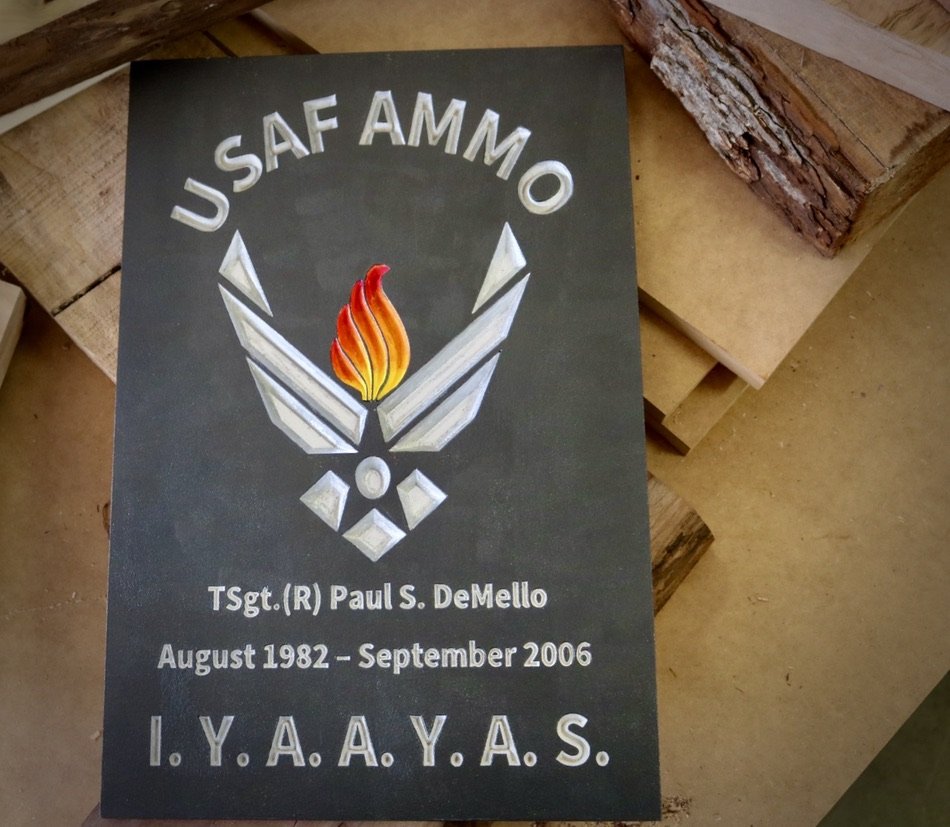 USAF AMMO
TSgt.(R) Paul S. DeMello
August 1982 – September 2006
I. Y. A. A. Y. A. S.